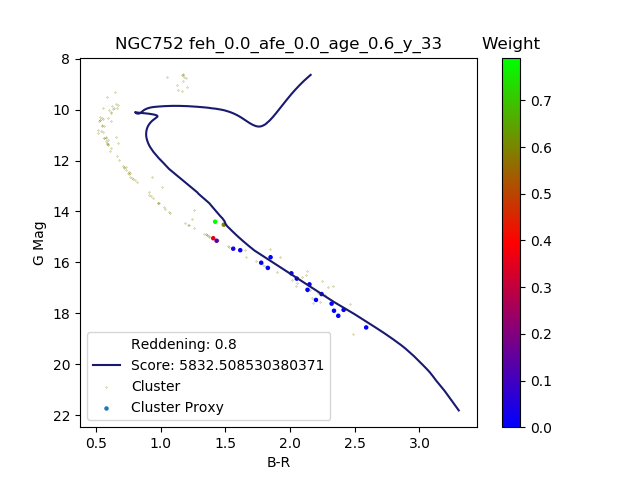 NGC752 feh_0.0_afe_0.0_age_0.6_y_33
Weight
8
10
12
14
16
18
20
22
G Mag
0.5
1.0
1.5
2.0
2.5
3.0
B-R
Reddening: 0.8
Score: 5832.508530380371
Cluster
Cluster Proxy
0.7
0.6
0.5
0.4
0.3
0.2
0.1
0.0